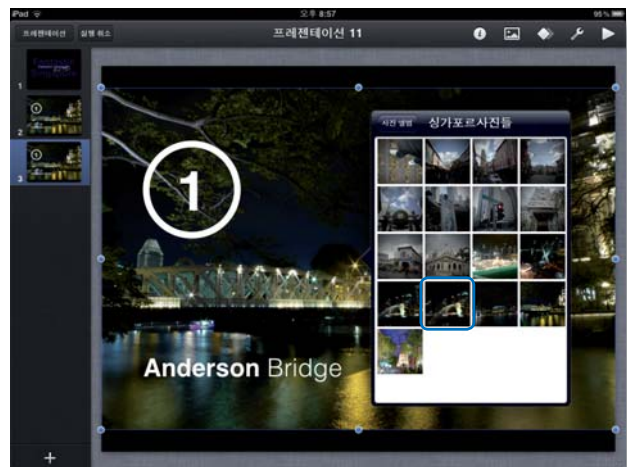 iPad
오후 8:57
95%
프레젠테이션
실행 취소
프레젠테이션 11
1
2
3
사진 앨범
싱가포르사진들
1
Anderson Bridge
+